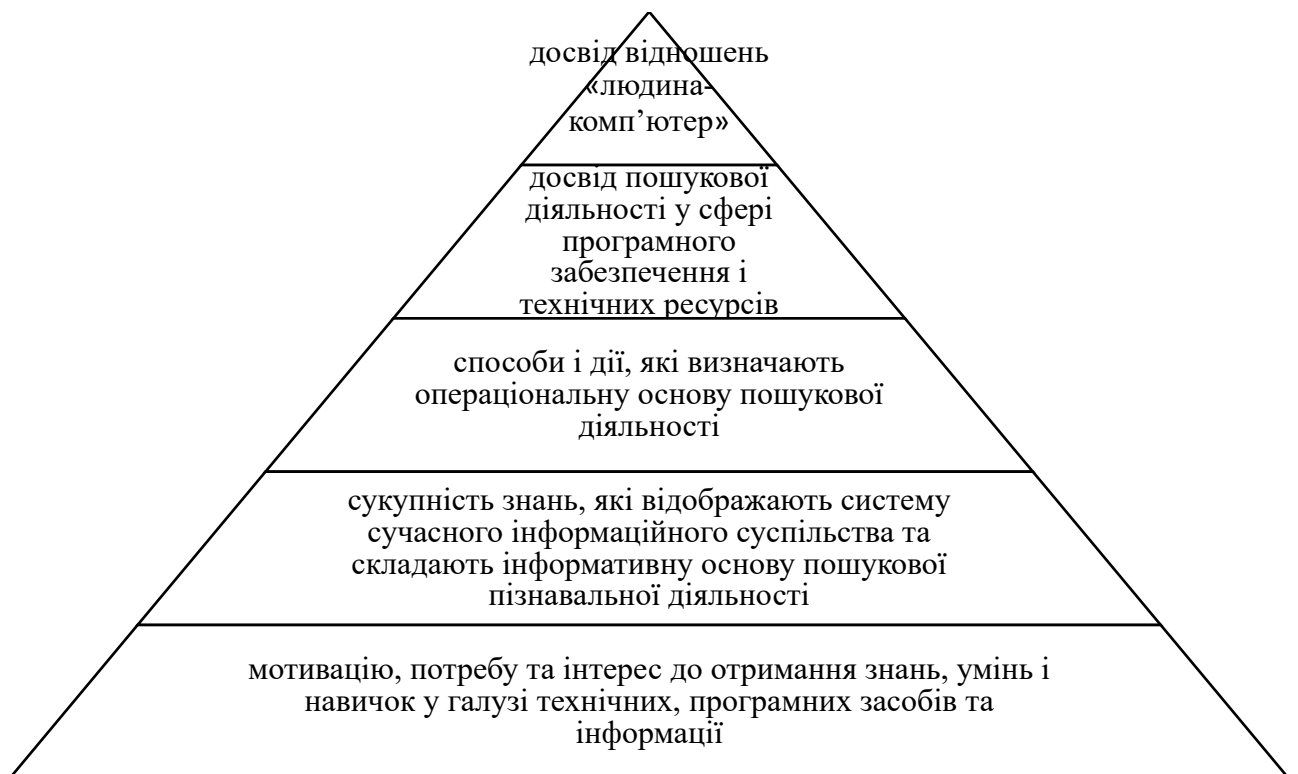 досвід відношень
«людина-
комп’ютер»
досвід пошукової
діяльності у сфері
програмного
забезпечення і
технічних ресурсів
способи і дії, які визначають
операціональну основу пошукової
діяльності
сукупність знань, які відображають систему
сучасного інформаційного суспільства та
складають інформативну основу пошукової
пізнавальної діяльності
мотивацію, потребу та інтерес до отримання знань, умінь і
навичок у галузі технічних, програмних засобів та
інформації